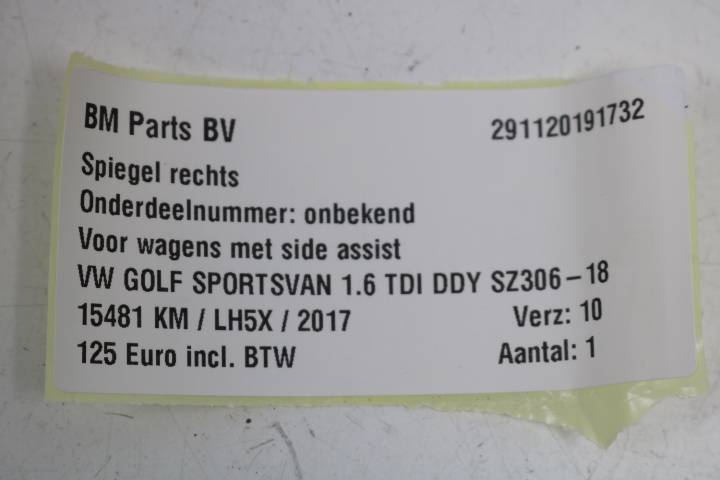 BM Parts BV 291120191732
Spiegel rechts
Onderdeelnummer: onbekend
Voor wagens met side assist
VW GOLF SPORTSVAN 1.6 TDI DDY SZ306-18
15481 KM / LH5X / 2017 Verz: 10
125 Euro incl. BTW Aantal: 1